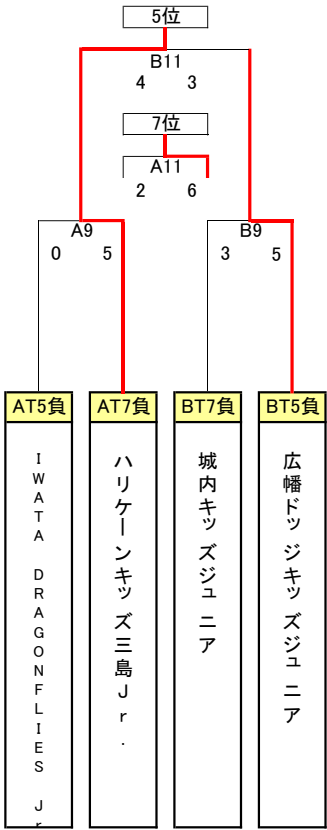 5位
B11
4 3
7位
A11
2 6
A9 B9
0 5 3 5
AT5負 AT7負 BT7負 BT5負
IWATA DRAGONFLIES Jr
ハリケーンキッズ三島Jr.
城内キッズジュニア
広幡ドッジキッズジュニア